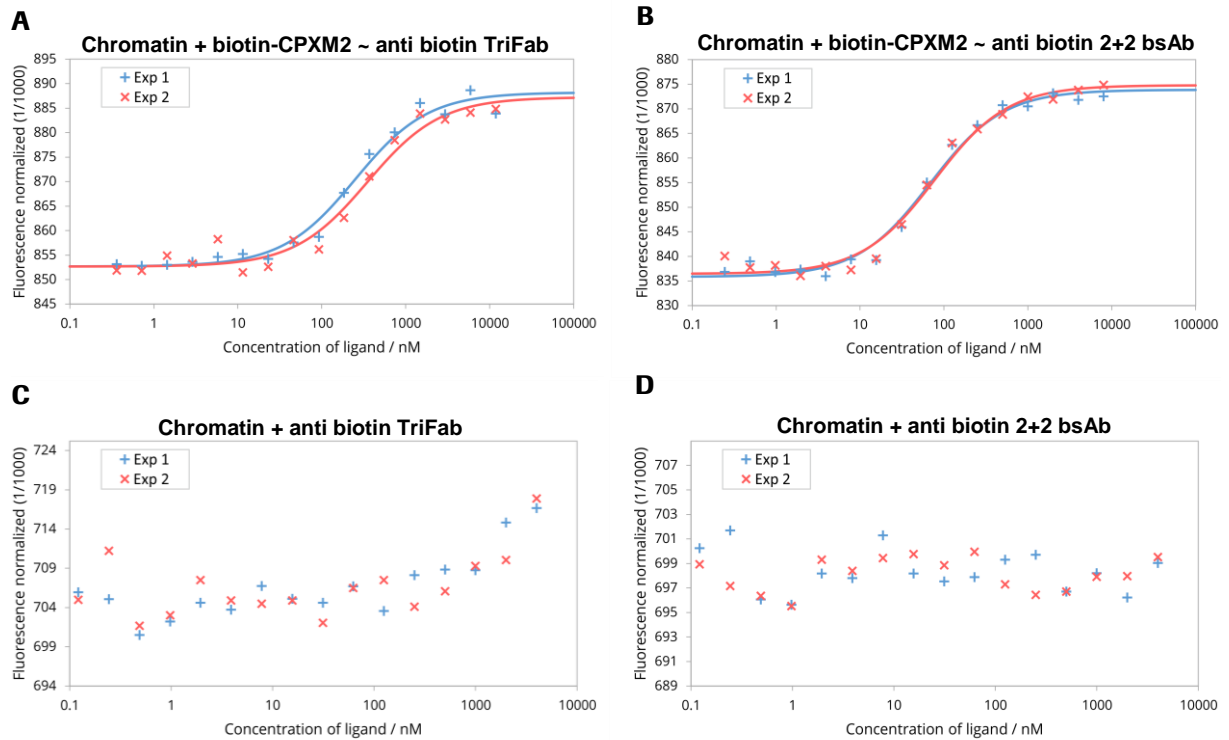 A
Chromatin + biotin-CPXM2 ~ anti biotin TriFab
Fluorescence normalized (1/1000)
895
890
885
880
875
870
865
860
855
850
845
Exp 1
Exp 2
0.1 1 10 100 1000 10000 100000
Concentration of ligand / nM
B
Chromatin + biotin-CPXM2 ~ anti biotin 2+2 bsAb
Fluorescence normalized (1/1000)
880
875
870
865
860
855
850
845
840
835
830
Exp 1
Exp 2
0.1 1 10 100 1000 10000 100000
Concentration of ligand / nM
C
Chromatin + anti biotin TriFab
Fluorescence normalized (1/1000)
724
719
714
709
704
699
694
Exp 1
Exp 2
0.1 1 10 100 1000 10000
Concentration of ligand / nM
D
Chromatin + anti biotin 2+2 bsAb
Fluorescence normalized (1/1000)
707
705
703
701
699
697
695
693
691
689
Exp 1
Exp 2
0.1 1 10 100 1000 10000
Concentration of ligand / nM